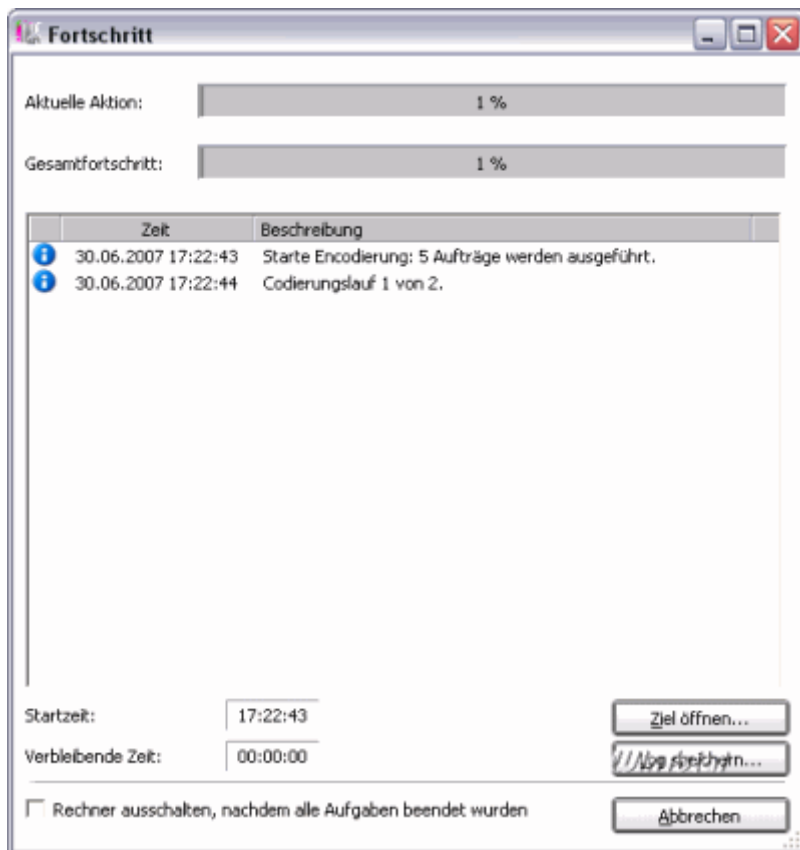 Fortschritt
Aktuelle Aktion: 1 %
Gesamtfortschritt: 1 %
Zeit Beschreibung
30.06.2007 17:22:43 Starte Encodierung: 5 Aufträge werden ausgeführt.
30.06.2007 17:22:44 Codierungslauf 1 von 2.
Startzeit: 17:22:43
Ziel öffnen...
Verbleibende Zeit: 00:00:00
Log speichern...
Rechner ausschalten, nachdem alle Aufgaben beendet wurden
Abbrechen